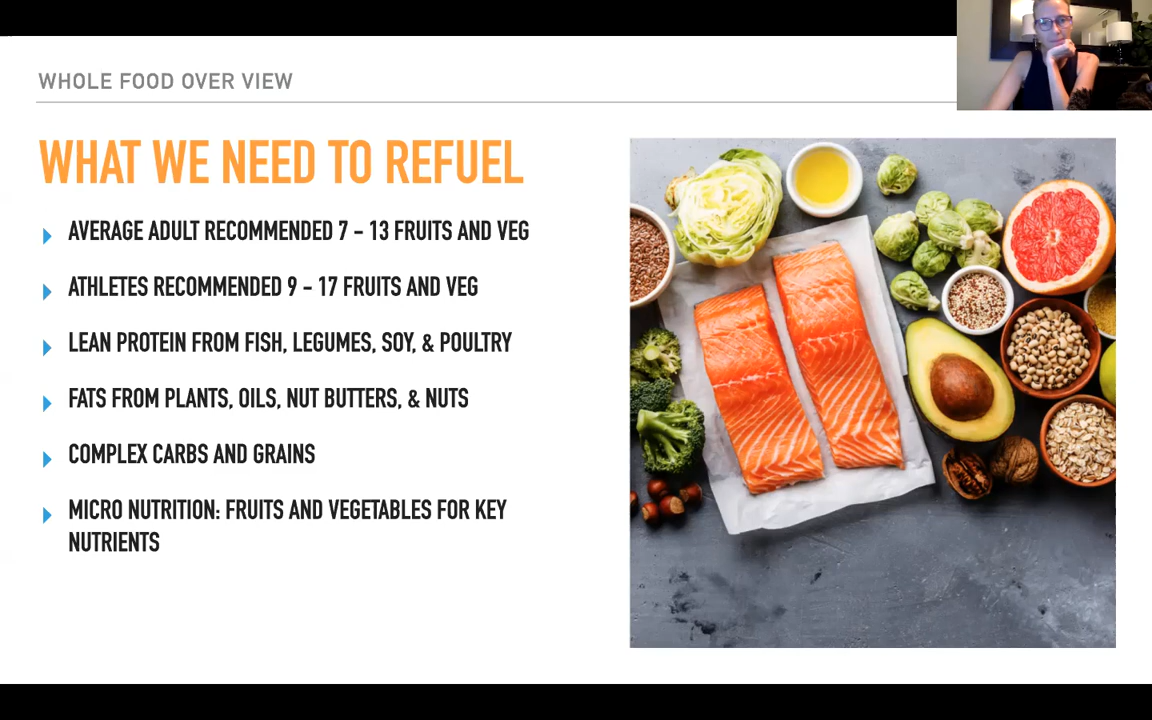 WHOLE FOOD OVER VIEW
WHAT WE NEED TO REFUEL
AVERAGE ADULT RECOMMENDED 7 - 13 FRUITS AND VEG
ATHLETES RECOMMENDED 9 - 17 FRUITS AND VEG
LEAN PROTEIN FROM FISH, LEGUMES, SOY, & POULTRY
FATS FROM PLANTS, OILS, NUT BUTTERS, & NUTS
COMPLEX CARBS AND GRAINS
MICRO NUTRITION: FRUITS AND VEGETABLES FOR KEY
NUTRIENTS